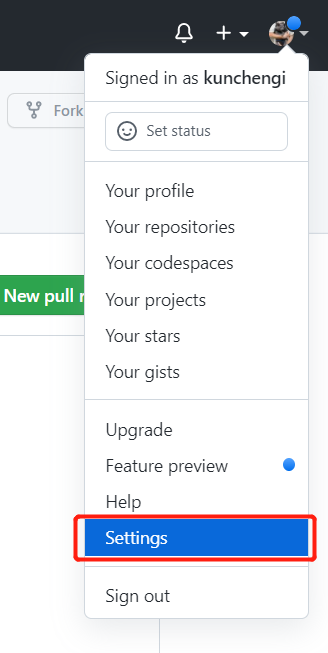 Signed in as kunchengi
Fork
Set status
Your profile
Your repositories
Your codespaces
New pull
Your projects
Your stars
Your gists
Upgrade
Feature preview
Help
Settings
Sign out